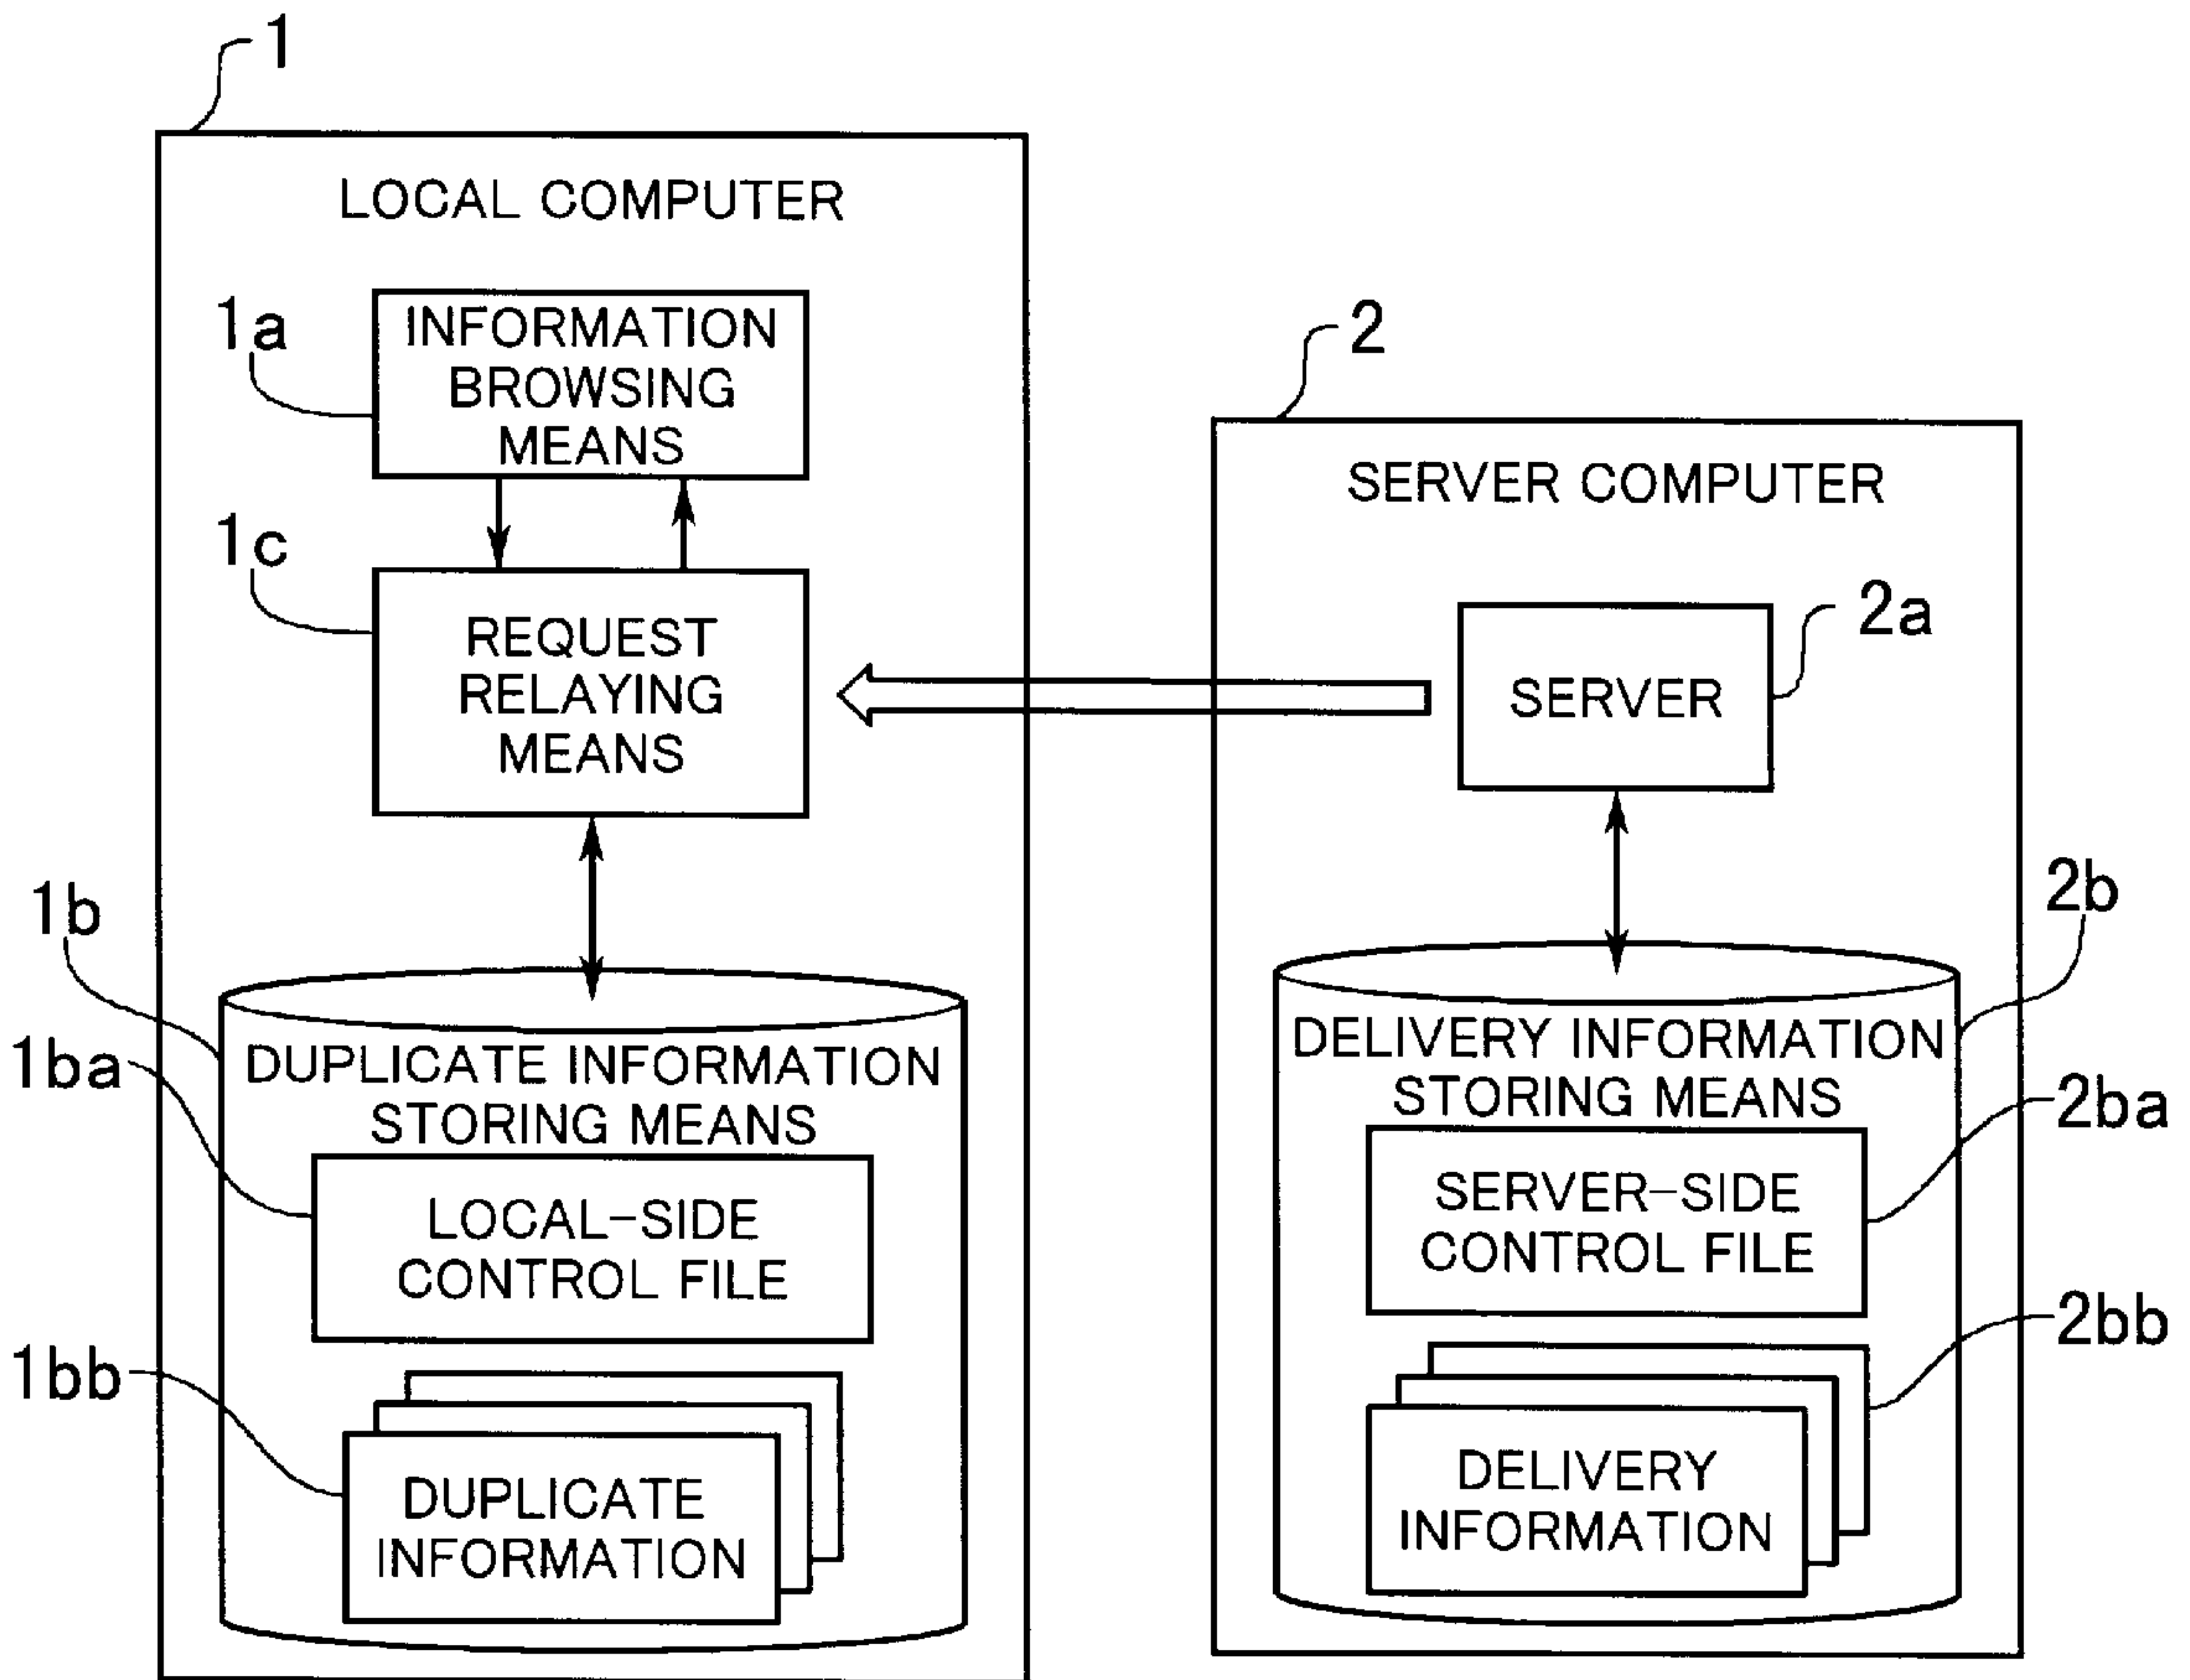 1
LOCAL COMPUTER
1a
INFORMATION
BROWSING
MEANS
1c
REQUEST
RELAYING
MEANS
1b
DUPLICATE INFORMATION
STORING MEANS
1ba
LOCAL-SIDE
CONTROL FILE
1bb
DUPLICATE
INFORMATION
2
SERVER COMPUTER
2a
SERVER
2b
DELIVERY INFORMATION
STORING MEANS
2ba
SERVER-SIDE
CONTROL FILE
2bb
DELIVERY
INFORMATION